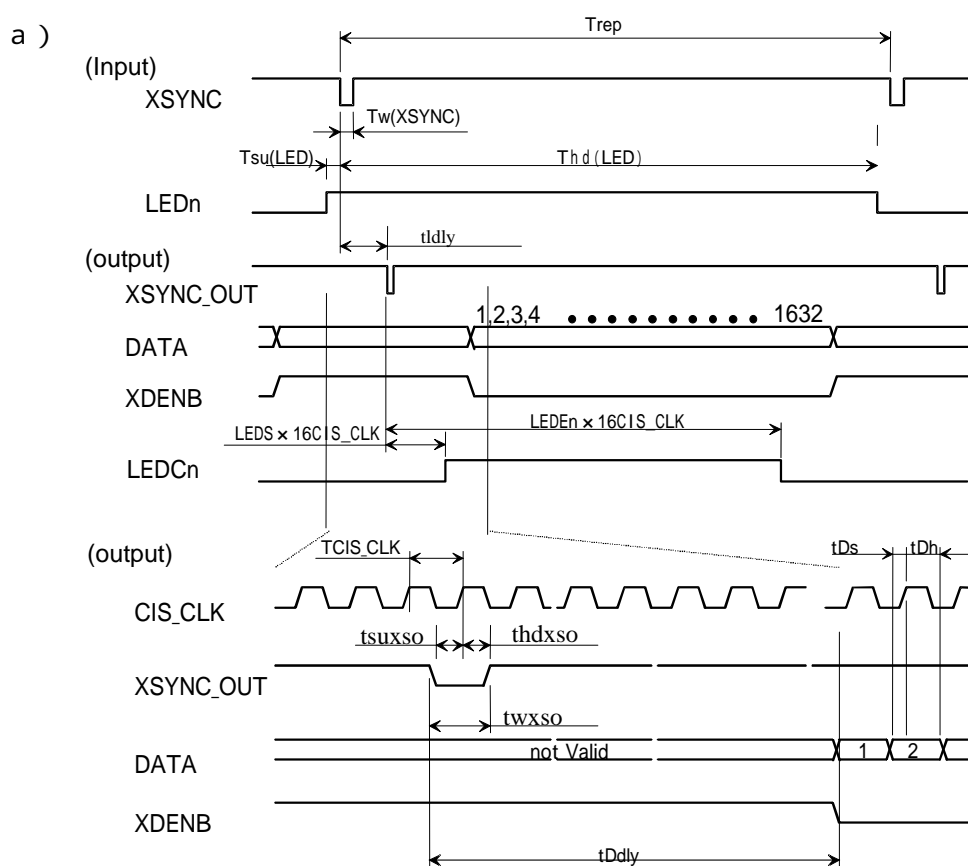 a )
Trep
(Input)
XSYNC
Tw(XSYNC)
Tsu(LED)
Thd(LED)
LEDn
tldly
(output)
XSYNC_OUT
1,2,3,4 •••••••••• 1632
DATA
XDENB
LEDS×16CIS_CLK
LEDEn×16CIS_CLK
LEDCn
(output)
TCIS_CLK
tDs
tDh
CIS_CLK
tsuxso
thdxso
XSYNC_OUT
twxso
DATA
not Valid
1
2
XDENB
tDdly